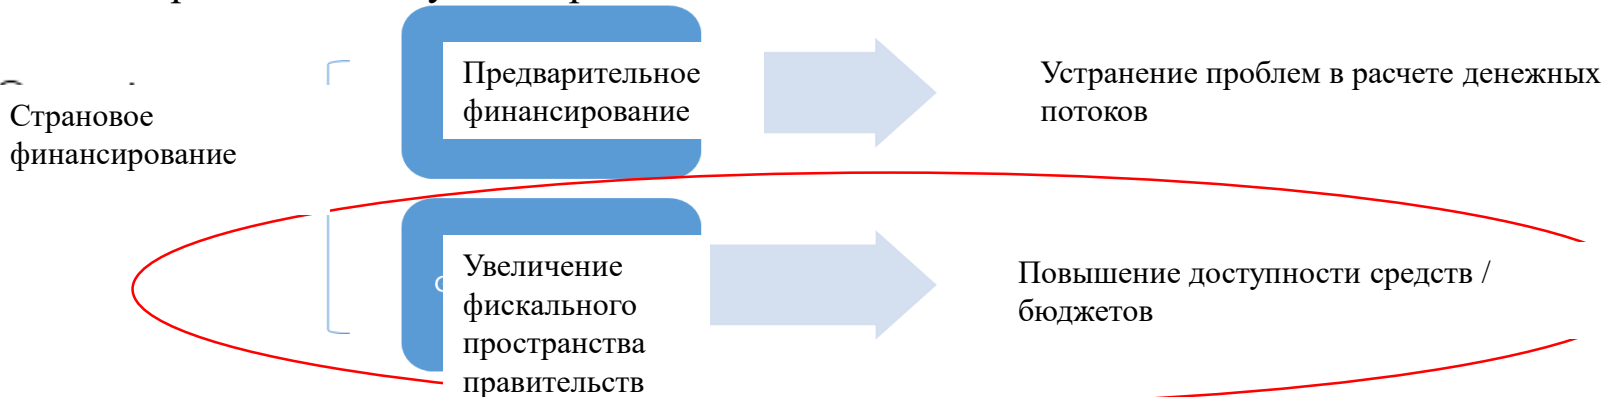 Страновое
финансирование
Предварительное
финансирование
Устранение проблем в расчете денежных
потоков
Увеличение
фискального
пространства
правительств
Повышение доступности средств /
бюджетов